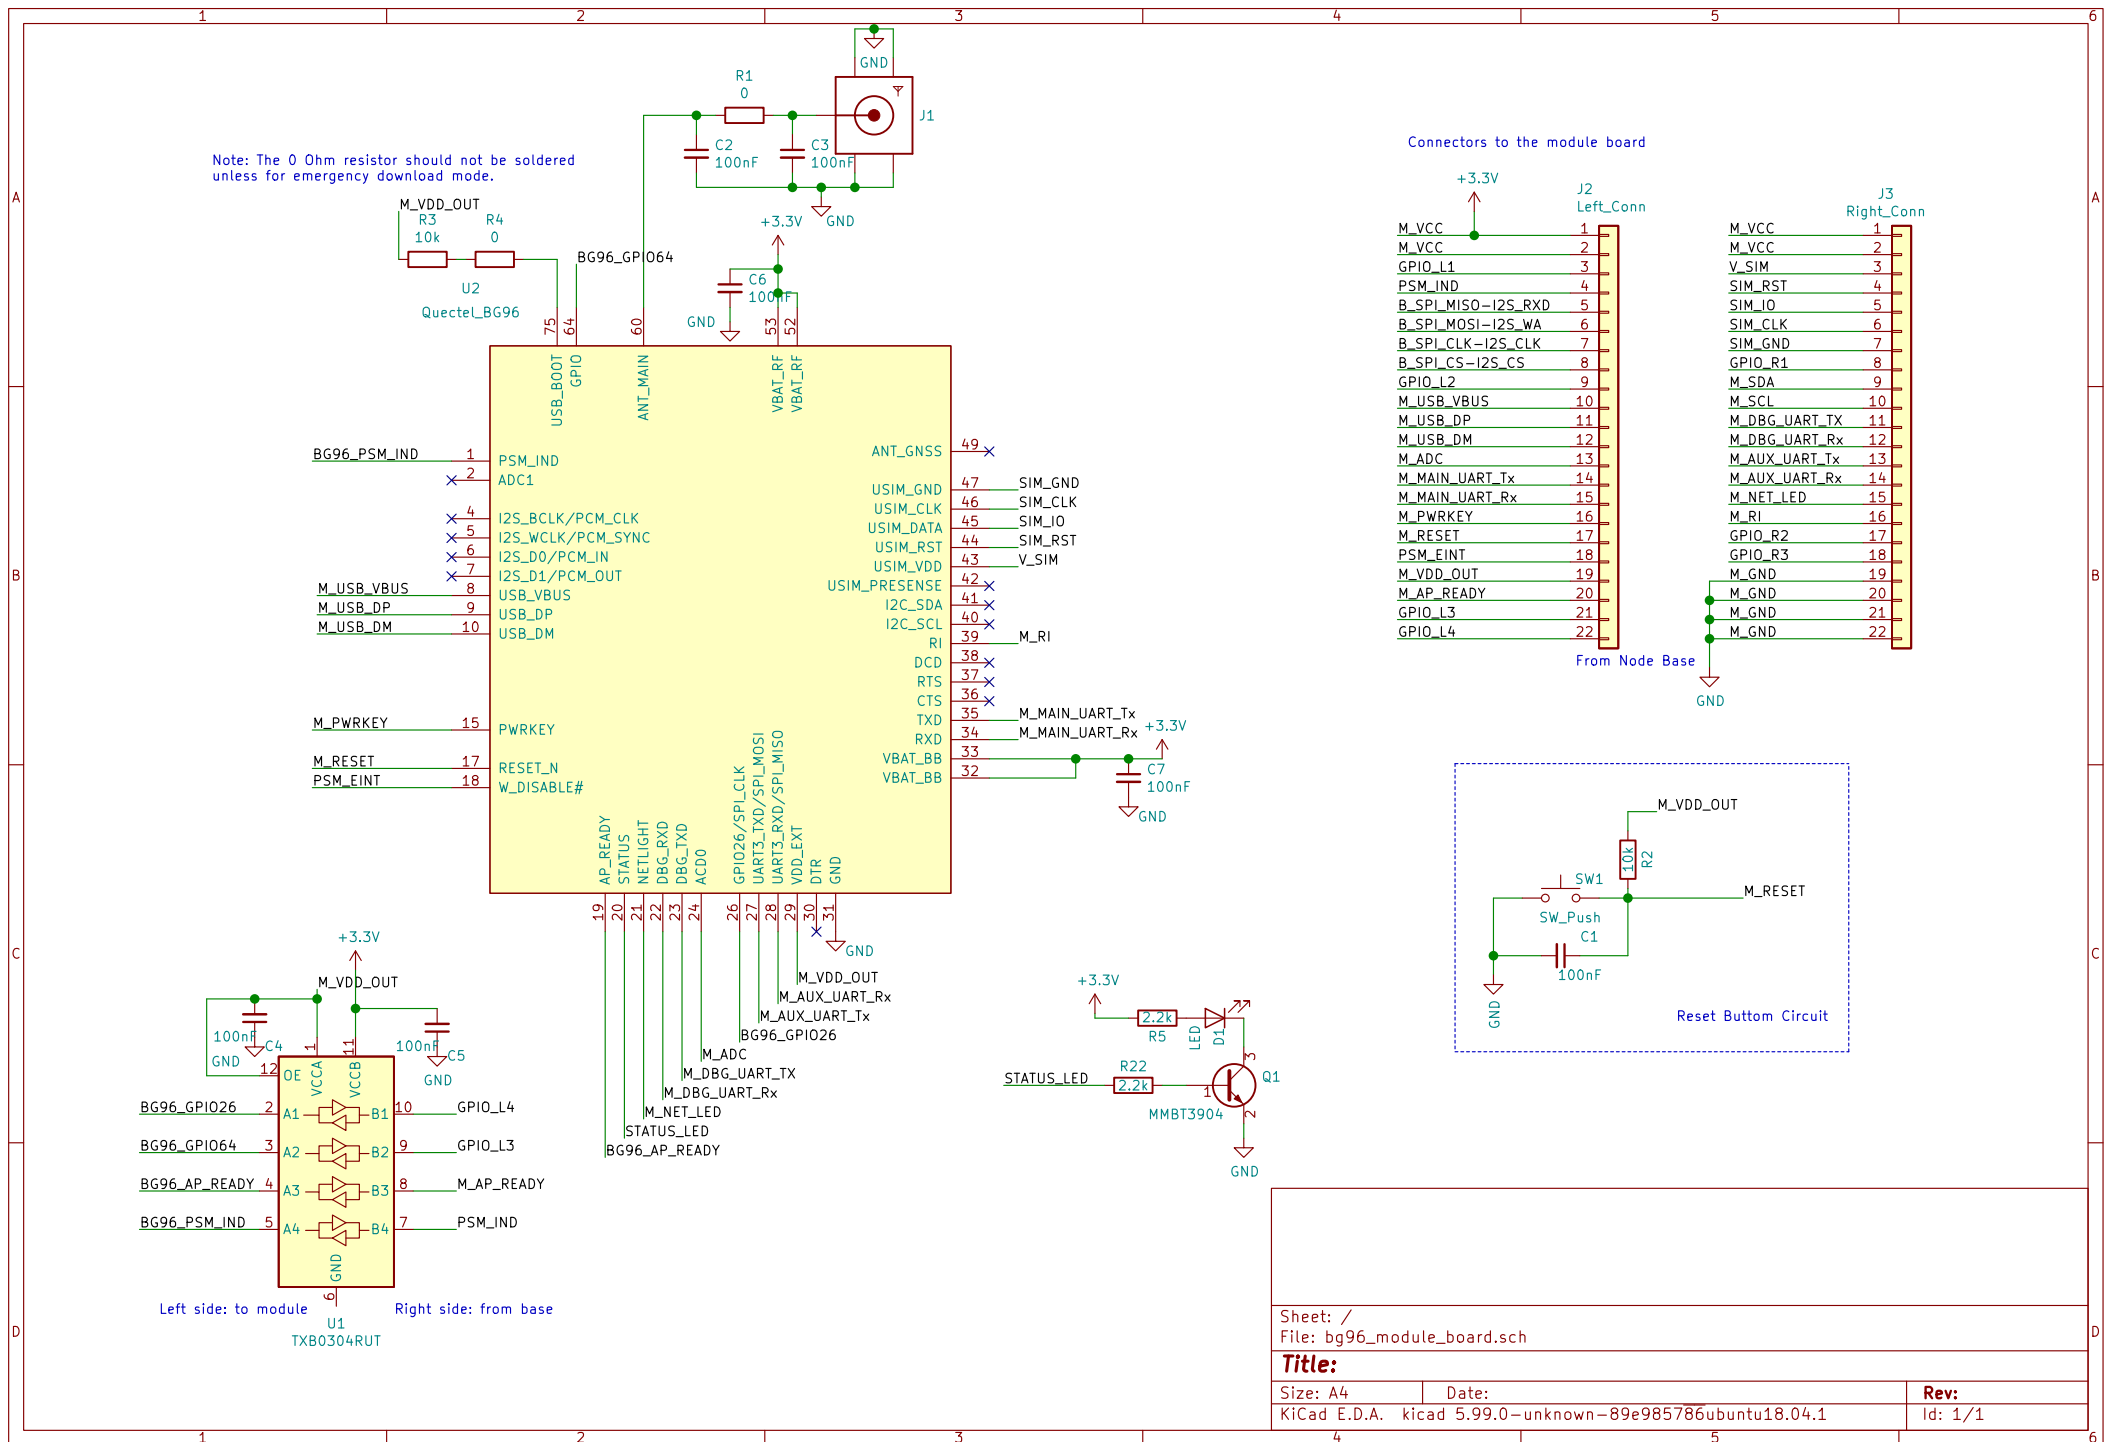 1 2 3 4 5 6
A
B
C
D
A
B
C
D
1 2 3 4 5 6
GND
R1
0
J1
C2
100nF
C3
100nF
GND
Note: The 0 Ohm resistor should not be soldered
unless for emergency download mode.
M_VDD_OUT
R3
10k
R4
0
U2
Quectel_BG96
BG96_GPIO64
+3.3V
C6
100nF
GND
75
64
60
53
52
USB_BOOT
GPIO
ANT_MAIN
VBAT_RF
VBAT_RF
BG96_PSM_IND 1 PSM_IND
2 ADC1
4 I2S_BCLK/PCM_CLK
5 I2S_WCLK/PCM_SYNC
6 I2S_D0/PCM_IN
7 I2S_D1/PCM_OUT
M_USB_VBUS 8 USB_VBUS
M_USB_DP 9 USB_DP
M_USB_DM 10 USB_DM
M_PWRKEY 15 PWRKEY
M_RESET 17 RESET_N
PSM_EINT 18 W_DISABLE#
ANT_GNSS 49
USIM_GND 47 SIM_GND
USIM_CLK 46 SIM_CLK
USIM_DATA 45 SIM_IO
USIM_RST 44 SIM_RST
USIM_VDD 43 V_SIM
USIM_PRESENSE 42
I2C_SDA 41
I2C_SCL 40
RI 39 M_RI
DCD 38
RTS 37
CTS 36
TXD 35 M_MAIN_UART_Tx
RXD 34 M_MAIN_UART_Rx
VBAT_BB 33
VBAT_BB 32
+3.3V
C7
100nF
GND
AP_READY
STATUS
NETLIGHT
DBG_RXD
DBG_TXD
ACD0
GPIO26/SPI_CLK
UART3_TXD/SPI_MOSI
UART3_RXD/SPI_MISO
VDD_EXT
DTR
GND
19
20
21
22
23
24
26
27
28
29
30
31
GND
M_VDD_OUT
M_AUX_UART_Rx
M_AUX_UART_Tx
BG96_GPIO26
M_ADC
M_DBG_UART_TX
M_DBG_UART_Rx
M_NET_LED
STATUS_LED
BG96_AP_READY
+3.3V
M_VDD_OUT
100nF
C4
GND
100nF
C5
GND
1
11
VCCA
VCCB
12 OE
BG96_GPIO26 2 A1 B1 10 GPIO_L4
BG96_GPIO64 3 A2 B2 9 GPIO_L3
BG96_AP_READY 4 A3 B3 8 M_AP_READY
BG96_PSM_IND 5 A4 B4 7 PSM_IND
GND
6
Left side: to module
Right side: from base
U1
TXB0304RUT
+3.3V
2.2k
R5
LED
D1
STATUS_LED
R22
2.2k
1
3
2
Q1
MMBT3904
GND
Connectors to the module board
+3.3V
J2
Left_Conn
M_VCC 1
M_VCC 2
GPIO_L1 3
PSM_IND 4
B_SPI_MISO-I2S_RXD 5
B_SPI_MOSI-I2S_WA 6
B_SPI_CLK-I2S_CLK 7
B_SPI_CS-I2S_CS 8
GPIO_L2 9
M_USB_VBUS 10
M_USB_DP 11
M_USB_DM 12
M_ADC 13
M_MAIN_UART_Tx 14
M_MAIN_UART_Rx 15
M_PWRKEY 16
M_RESET 17
PSM_EINT 18
M_VDD_OUT 19
M_AP_READY 20
GPIO_L3 21
GPIO_L4 22
From Node Base
J3
Right_Conn
M_VCC 1
M_VCC 2
V_SIM 3
SIM_RST 4
SIM_IO 5
SIM_CLK 6
SIM_GND 7
GPIO_R1 8
M_SDA 9
M_SCL 10
M_DBG_UART_TX 11
M_DBG_UART_Rx 12
M_AUX_UART_Tx 13
M_AUX_UART_Rx 14
M_NET_LED 15
M_RI 16
GPIO_R2 17
GPIO_R3 18
M_GND 19
M_GND 20
M_GND 21
M_GND 22
GND
M_VDD_OUT
10k
R2
SW1
SW_Push
M_RESET
C1
100nF
GND
Reset Buttom Circuit
Sheet: /
File: bg96_module_board.sch
Title:
Size: A4 Date: Rev:
KiCad E.D.A. kicad 5.99.0-unknown-89e985786ubuntu18.04.1 Id: 1/1